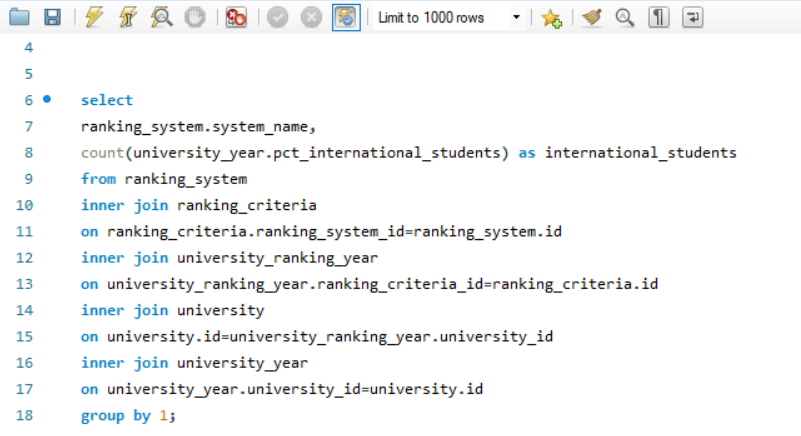 Limit to 1000 rows
4
5
6 select
7 ranking_system.system_name,
8 count(university_year.pct_international_students) as international_students
9 from ranking_system
10 inner join ranking_criteria
11 on ranking_criteria.ranking_system_id=ranking_system.id
12 inner join university_ranking_year
13 on university_ranking_year.ranking_criteria_id=ranking_criteria.id
14 inner join university
15 on university.id=university_ranking_year.university_id
16 inner join university_year
17 on university_year.university_id=university.id
18 group by 1;